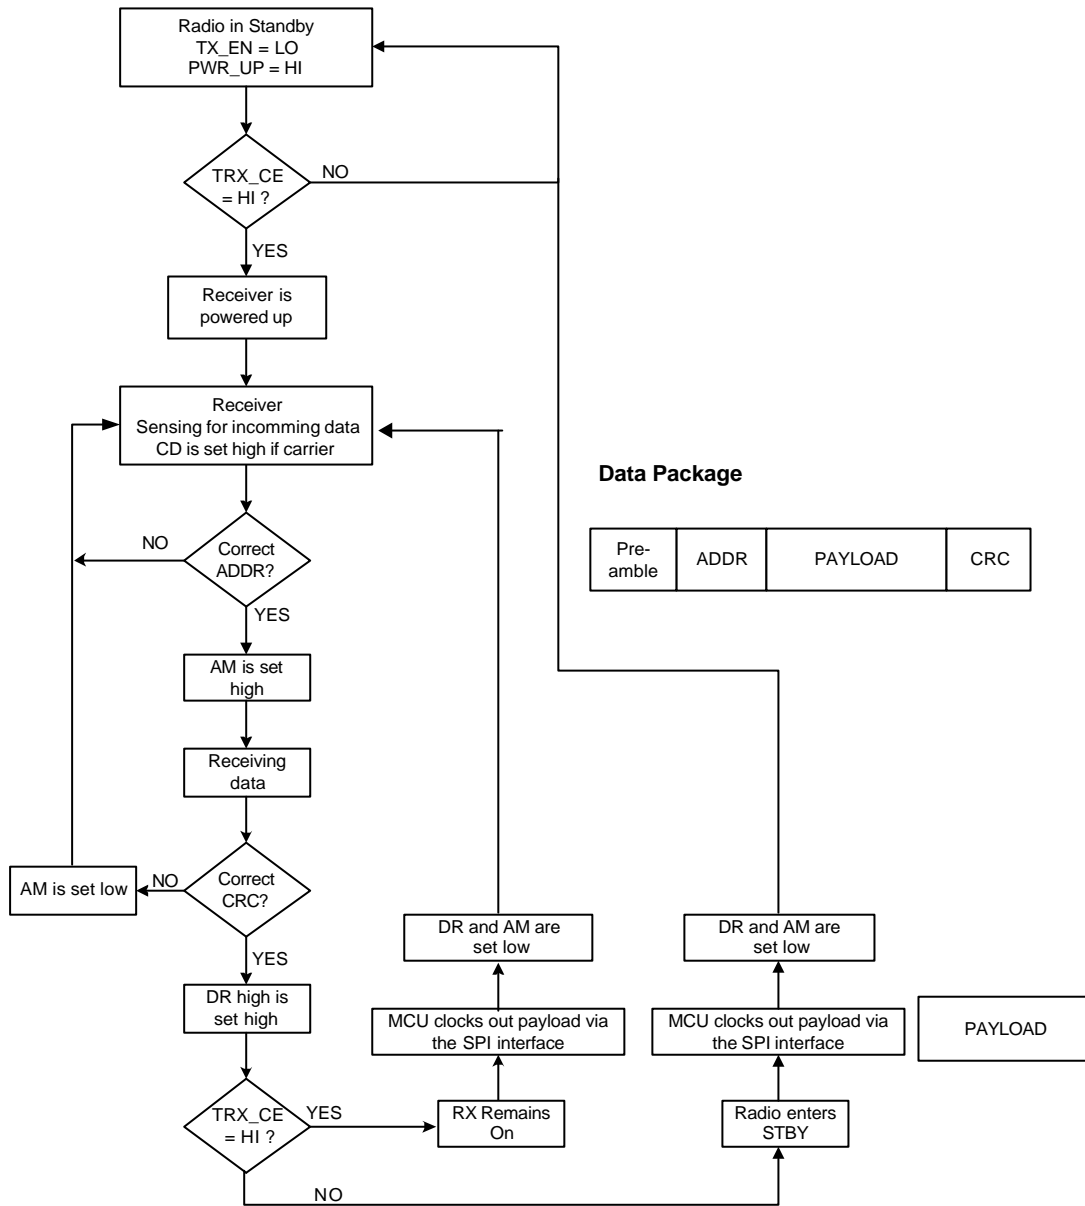 Radio in Standby
TX_EN = LO
PWR_UP = HI
TRX_CE
= HI ?
NO
YES
Receiver is
powered up
Receiver
Sensing for incomming data
CD is set high if carrier
Data Package
Pre-
amble
ADDR
PAYLOAD
CRC
NO
Correct
ADDR?
YES
AM is set
high
Receiving
data
Correct
CRC?
NO
AM is set low
YES
DR high is
set high
TRX_CE
= HI ?
YES
NO
RX Remains
On
MCU clocks out payload via
the SPI interface
DR and AM are
set low
Radio enters
STBY
MCU clocks out payload via
the SPI interface
DR and AM are
set low
PAYLOAD